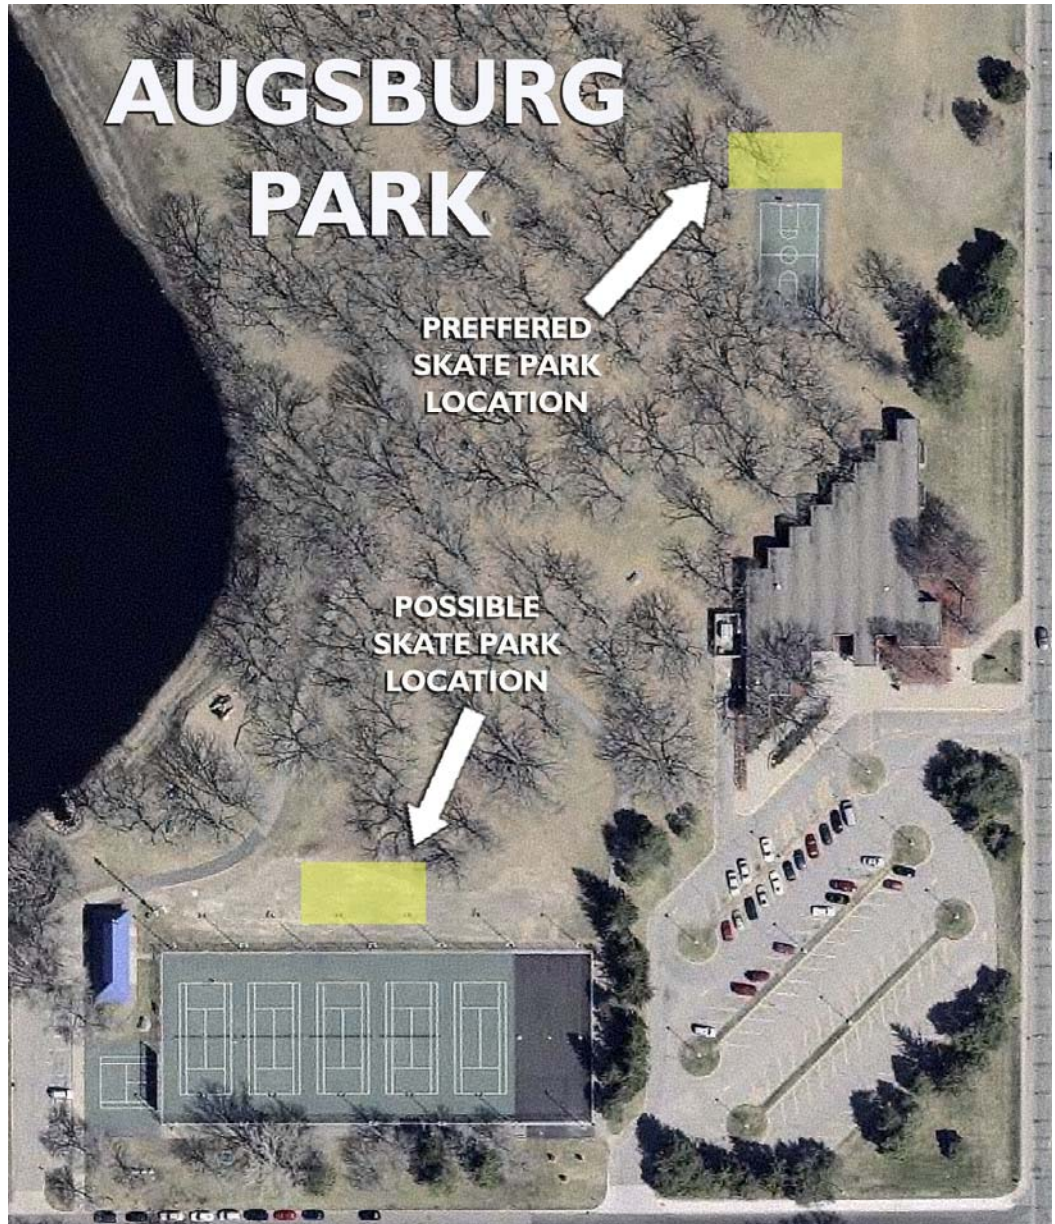 AUGSBURG
PARK
PREFFERED
SKATE PARK
LOCATION
POSSIBLE
SKATE PARK
LOCATION